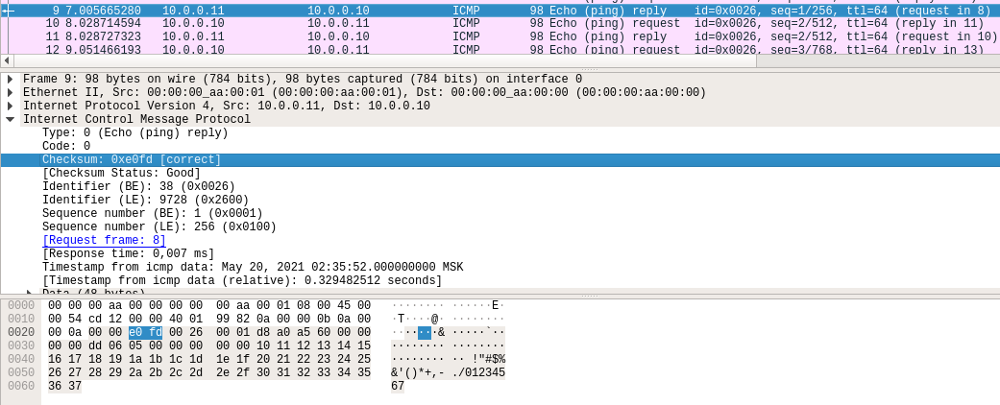 9 7.005665280 10.0.0.11 10.0.0.10 ICMP 98 Echo (ping) reply id=0x0026, seq=1/256, ttl=64 (request in 8)
10 8.028714594 10.0.0.10 10.0.0.11 ICMP 98 Echo (ping) request id=0x0026, seq=2/512, ttl=64 (reply in 11)
11 8.028727323 10.0.0.11 10.0.0.10 ICMP 98 Echo (ping) reply id=0x0026, seq=2/512, ttl=64 (request in 10)
12 9.051466193 10.0.0.10 10.0.0.11 ICMP 98 Echo (ping) request id=0x0026, seq=3/768, ttl=64 (reply in 13)
Frame 9: 98 bytes on wire (784 bits), 98 bytes captured (784 bits) on interface 0
Ethernet II, Src: 00:00:00_aa:00:01 (00:00:00:aa:00:01), Dst: 00:00:00_aa:00:00 (00:00:00:aa:00:00)
Internet Protocol Version 4, Src: 10.0.0.11, Dst: 10.0.0.10
Internet Control Message Protocol
Type: 0 (Echo (ping) reply)
Code: 0
Checksum: 0xe0fd [correct]
[Checksum Status: Good]
Identifier (BE): 38 (0x0026)
Identifier (LE): 9728 (0x2600)
Sequence number (BE): 1 (0x0001)
Sequence number (LE): 256 (0x0100)
[Request frame: 8]
[Response time: 0,007 ms]
Timestamp from icmp data: May 20, 2021 02:35:52.000000000 MSK
[Timestamp from icmp data (relative): 0.329482512 seconds]
Data (48 bytes)
0000 00 00 00 aa 00 00 00 00 00 aa 00 01 08 00 45 00 ········ ······E·
0010 00 54 cd 12 00 00 40 01 99 82 0a 00 00 0b 0a 00 ·T····@· ········
0020 00 0a 00 00 e0 fd 00 26 00 01 d8 a0 a5 60 00 00 ·······& ·····`··
0030 00 00 dd 06 05 00 00 00 00 00 10 11 12 13 14 15 ········ ········
0040 16 17 18 19 1a 1b 1c 1d 1e 1f 20 21 22 23 24 25 ········ ·· !"#$%
0050 26 27 28 29 2a 2b 2c 2d 2e 2f 30 31 32 33 34 35 &'()*+,- ./012345
0060 36 37 67